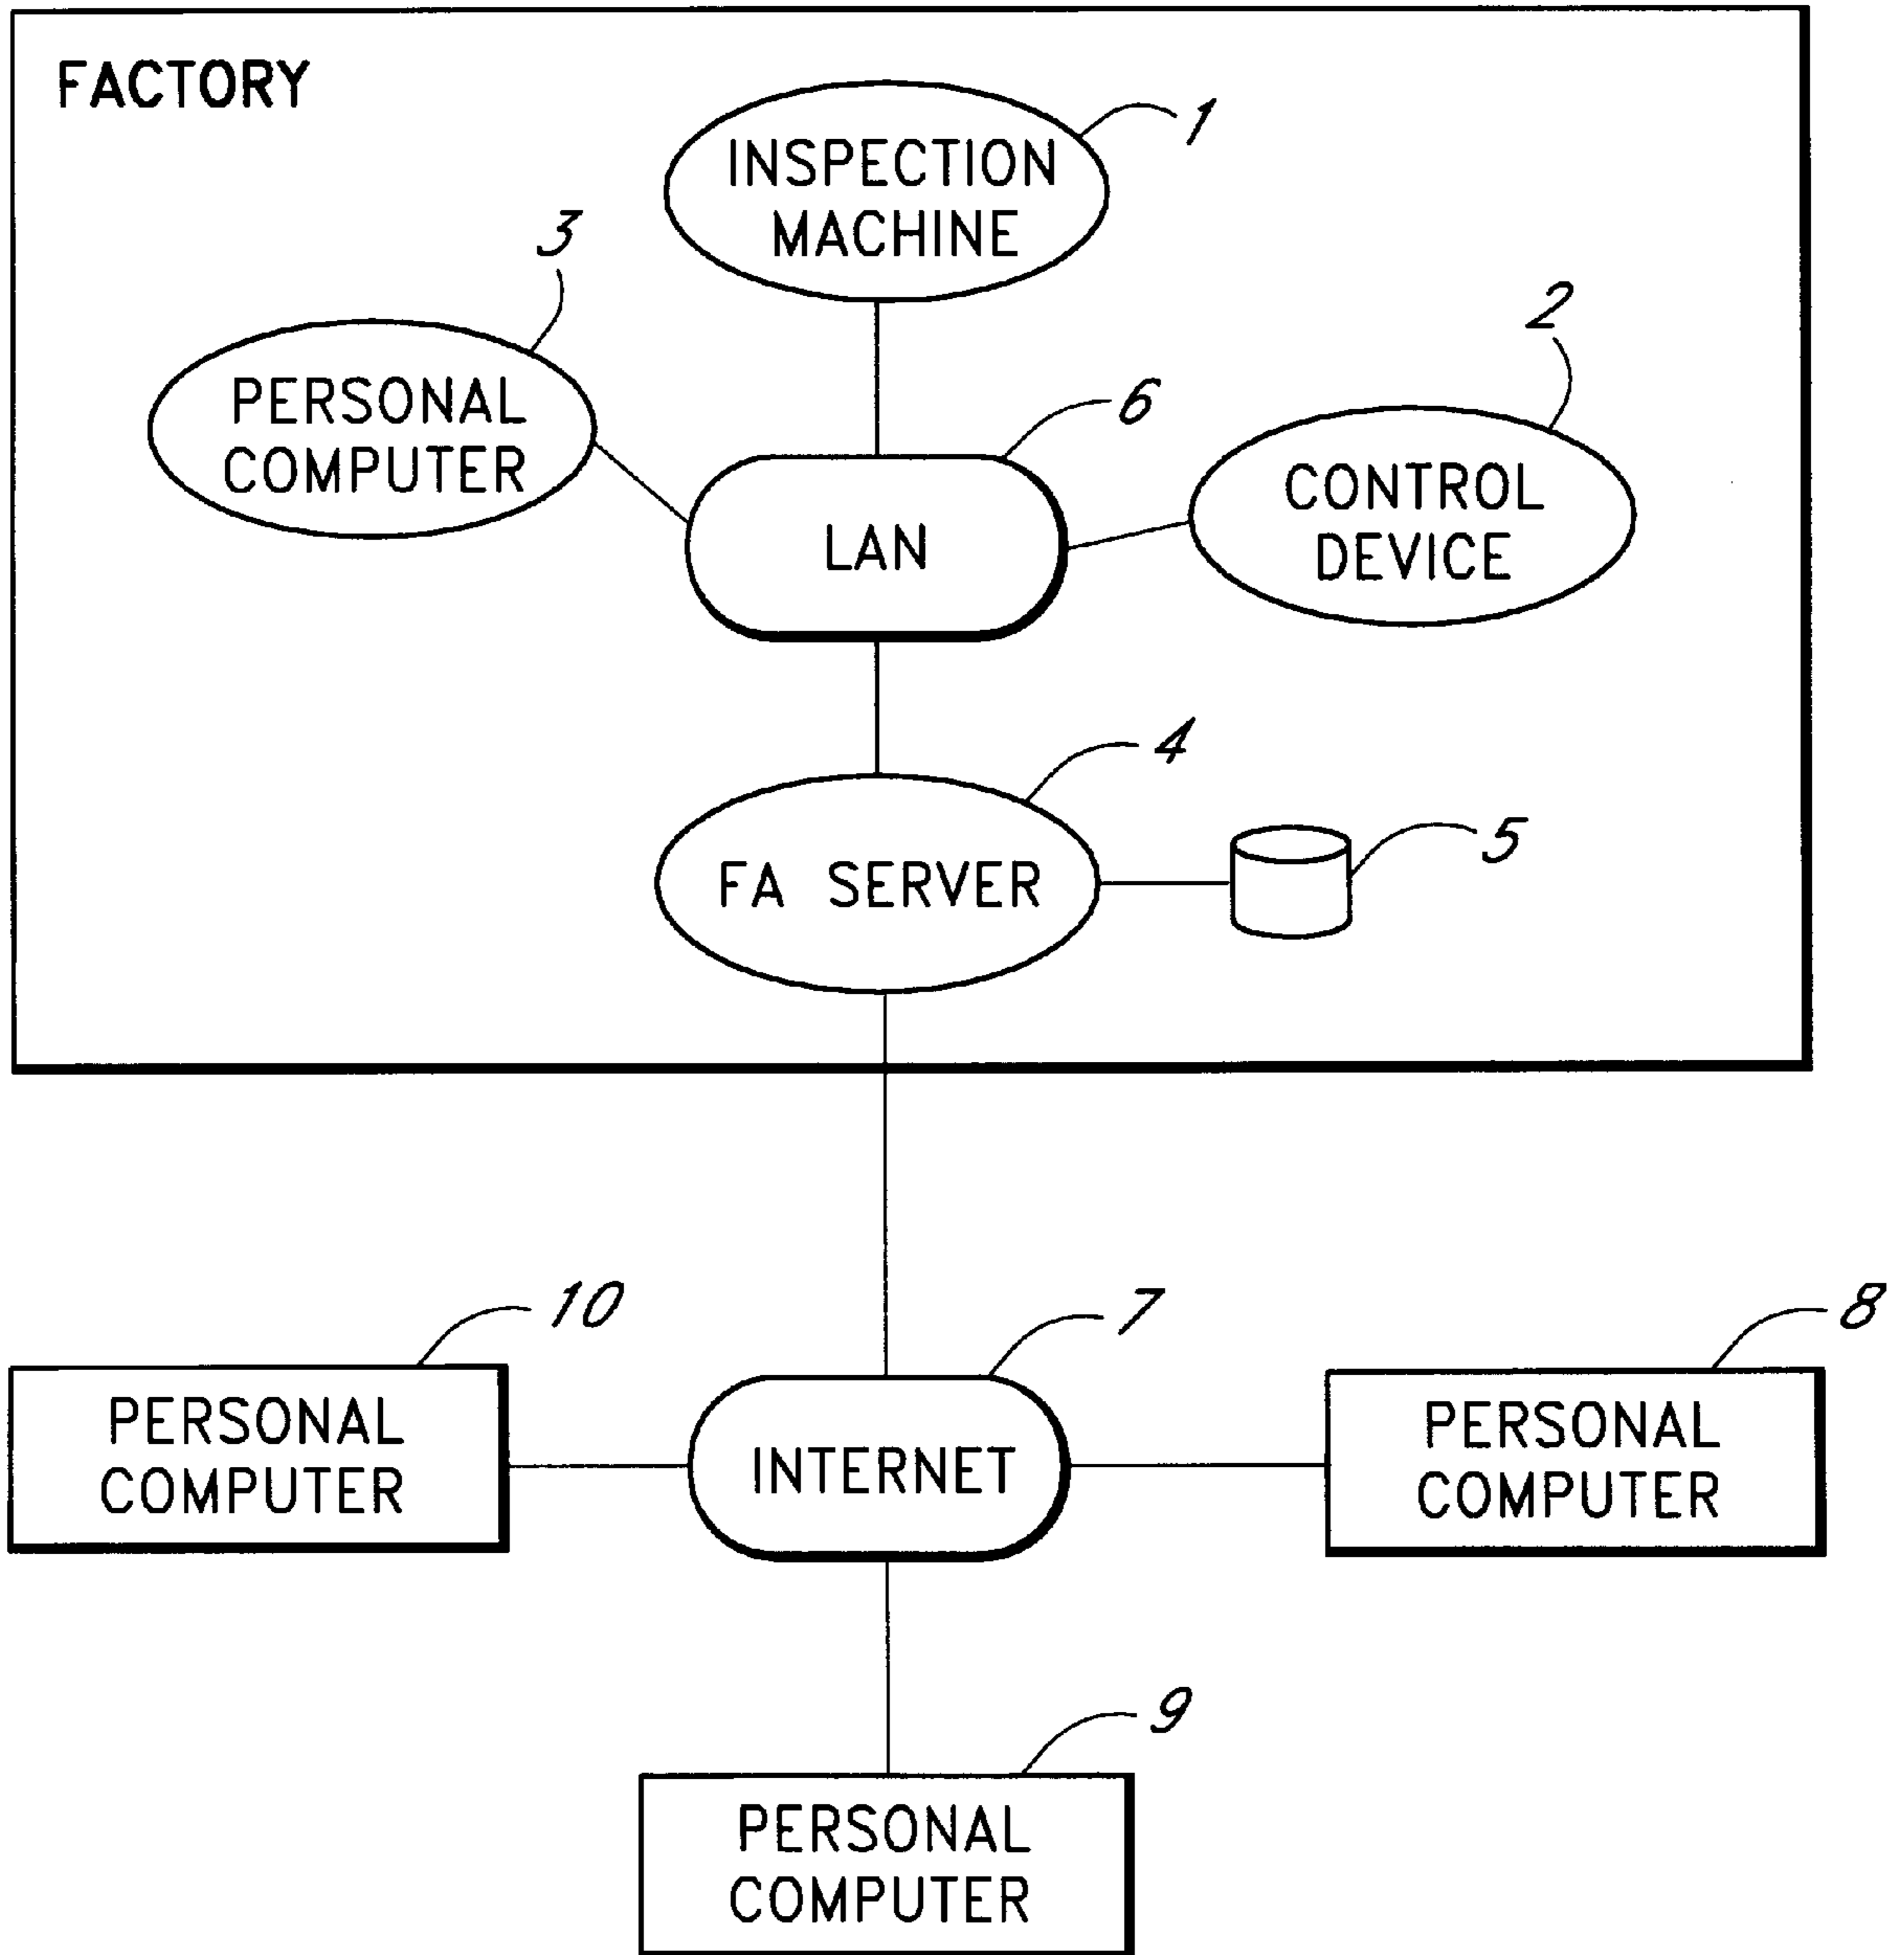 FACTORY
1
INSPECTION
MACHINE
3
2
PERSONAL
COMPUTER
6
CONTROL
DEVICE
LAN
4
5
FA SERVER
10
7
8
PERSONAL
COMPUTER
INTERNET
PERSONAL
COMPUTER
9
PERSONAL
COMPUTER